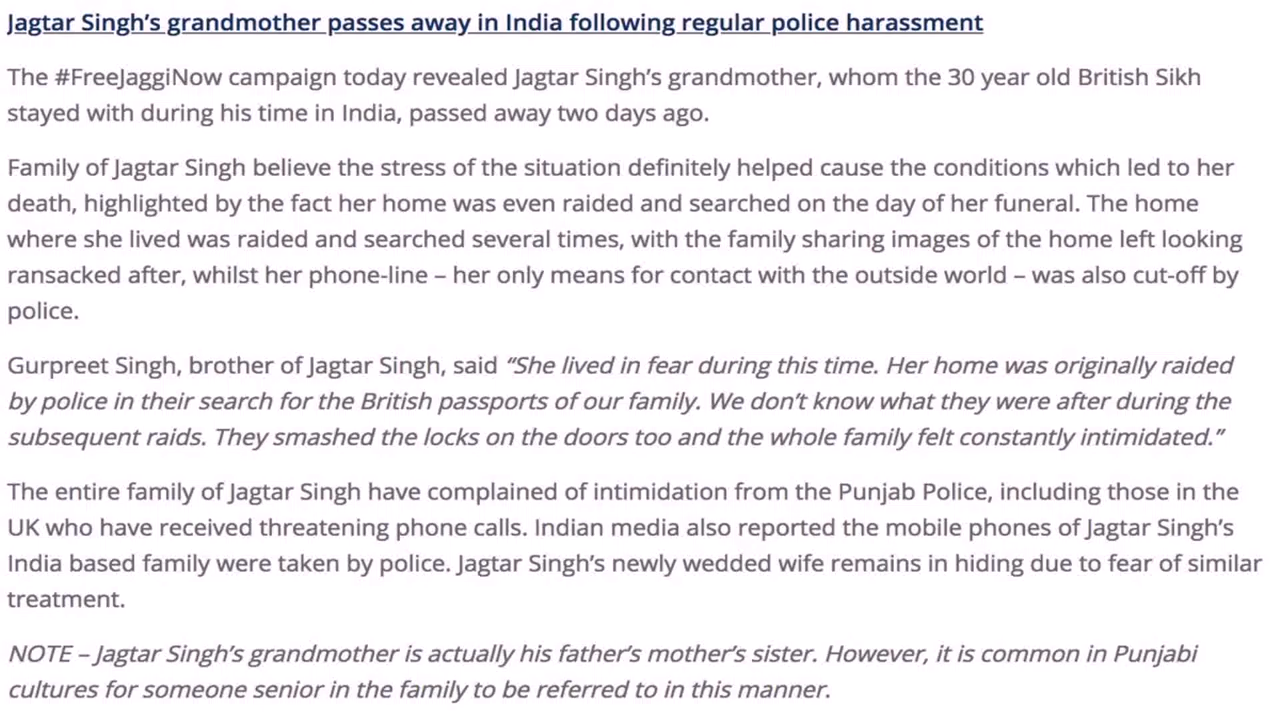 Jagtar Singh’s grandmother passes away in India following regular police harassment
The #FreeJaggiNow campaign today revealed Jagtar Singh’s grandmother, whom the 30 year old British Sikh
stayed with during his time in India, passed away two days ago.
Family of Jagtar Singh believe the stress of the situation definitely helped cause the conditions which led to her
death, highlighted by the fact her home was even raided and searched on the day of her funeral. The home
where she lived was raided and searched several times, with the family sharing images of the home left looking
ransacked after, whilst her phone-line – her only means for contact with the outside world – was also cut-off by
police.
Gurpreet Singh, brother of Jagtar Singh, said “She lived in fear during this time. Her home was originally raided
by police in their search for the British passports of our family. We don’t know what they were after during the
subsequent raids. They smashed the locks on the doors too and the whole family felt constantly intimidated.”
The entire family of Jagtar Singh have complained of intimidation from the Punjab Police, including those in the
UK who have received threatening phone calls. Indian media also reported the mobile phones of Jagtar Singh’s
India based family were taken by police. Jagtar Singh’s newly wedded wife remains in hiding due to fear of similar
treatment.
NOTE – Jagtar Singh’s grandmother is actually his father’s mother’s sister. However, it is common in Punjabi
cultures for someone senior in the family to be referred to in this manner.